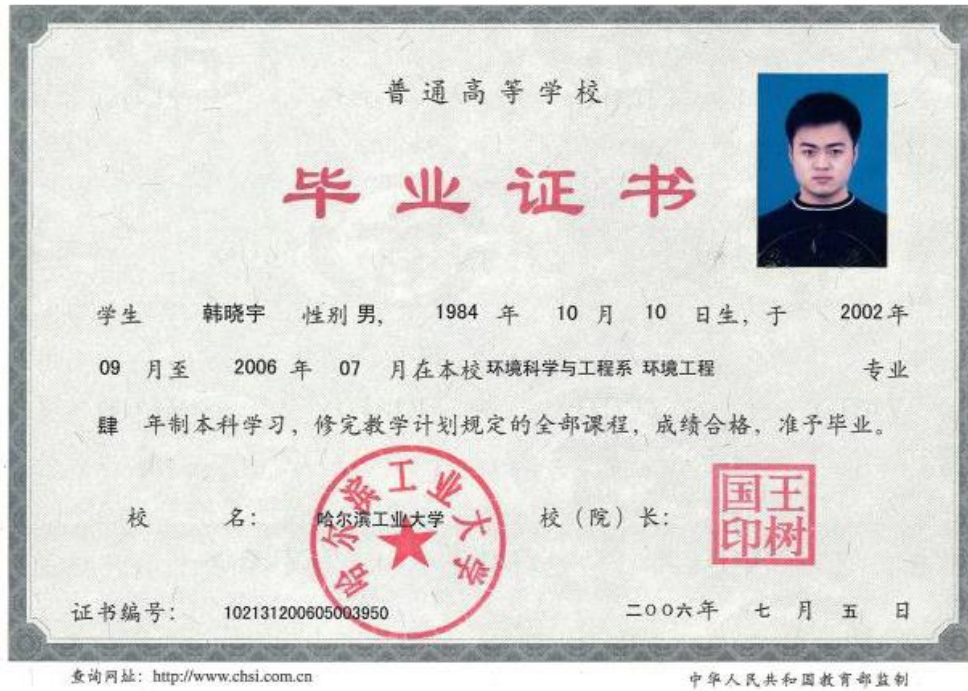 普通高等学校
毕业证书
学生 韩晓宇 性别 男, 1984 年 10 月 10 日生, 于 2002 年
09 月至 2006 年 07 月在本校 环境科学与工程系 环境工程 专业
肆 年制本科学习, 修完教学计划规定的全部课程, 成绩合格, 准予毕业。
校 名: 哈尔滨工业大学 校(院)长:
哈尔滨工业大学
国王
印树
证书编号: 102131200605003950 二〇〇六年 七 月 五 日
查询网址: http://www.chsi.com.cn 中华人民共和国教育部监制